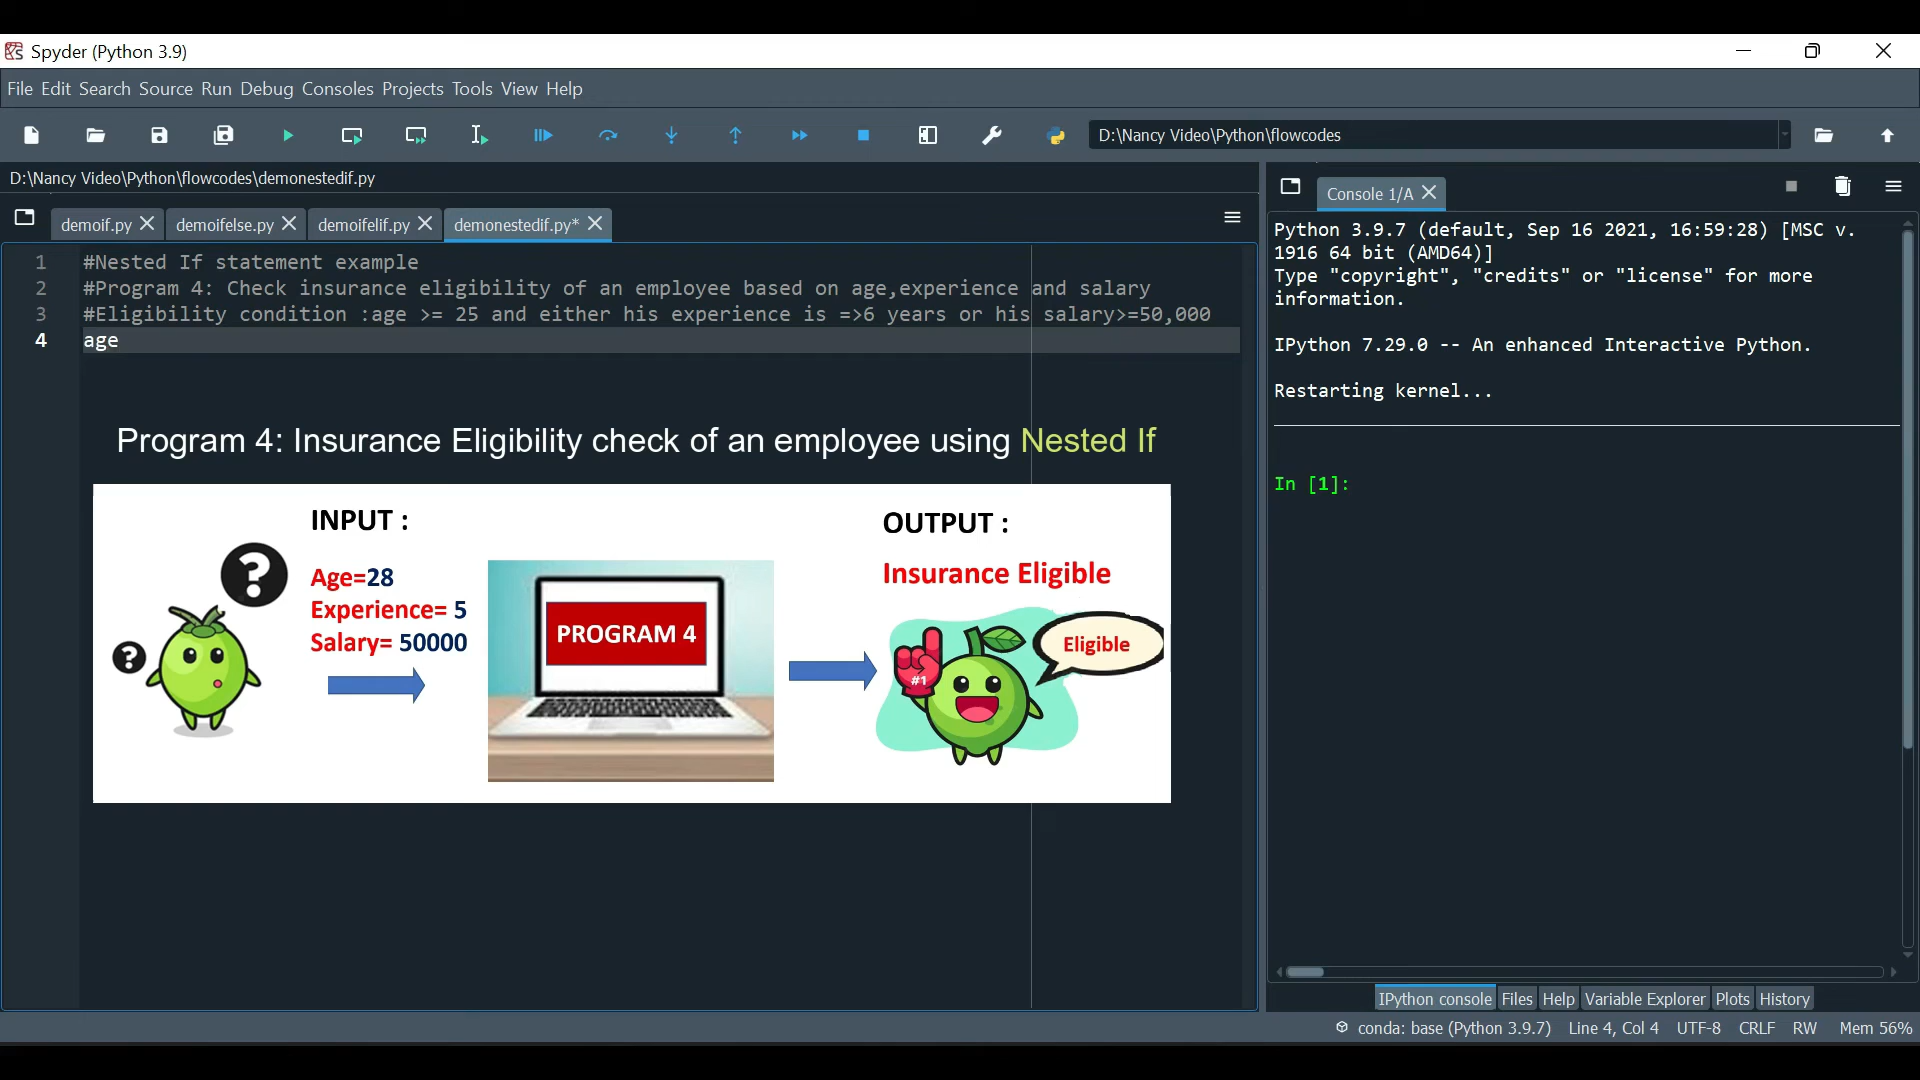 Spyder (Python 3.9)
File Edit Search Source Run Debug Consoles Projects Tools View Help
D:\Nancy Video\Python\flowcodes
D:\Nancy Video\Python\flowcodes\demonestedif.py
demoif.py demoifelse.py demoifelif.py demonestedif.py*
1 #Nested If statement example
2 #Program 4: Check insurance eligibility of an employee based on age,experience and salary
3 #Eligibility condition :age >= 25 and either his experience is =>6 years or his salary>=50,000
4 age
Program 4: Insurance Eligibility check of an employee using Nested If
INPUT :
Age=28
Experience= 5
Salary= 50000
?
?
PROGRAM 4
OUTPUT :
Insurance Eligible
Eligible
#1
Console 1/A
Python 3.9.7 (default, Sep 16 2021, 16:59:28) [MSC v.
1916 64 bit (AMD64)]
Type "copyright", "credits" or "license" for more
information.
IPython 7.29.0 -- An enhanced Interactive Python.
Restarting kernel...
In [1]:
IPython console Files Help Variable Explorer Plots History
conda: base (Python 3.9.7) Line 4, Col 4 UTF-8 CRLF RW Mem 56%